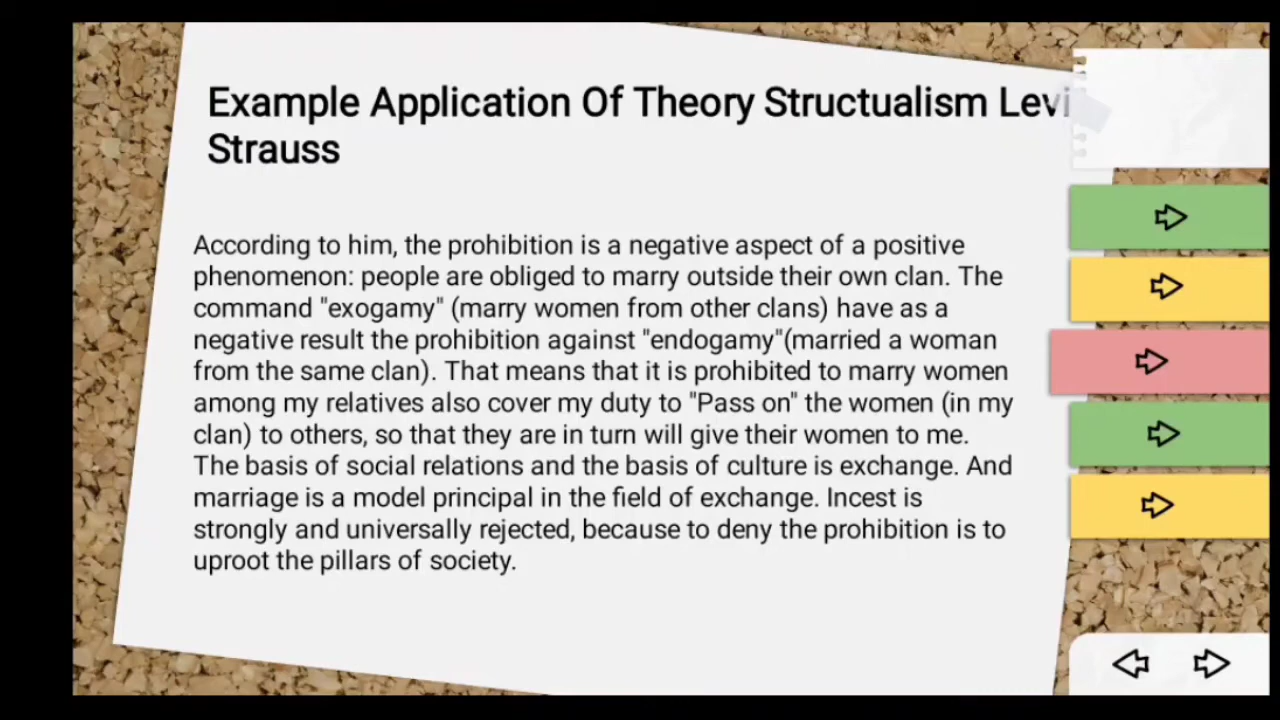 Example Application Of Theory Structualism Levi
Strauss
According to him, the prohibition is a negative aspect of a positive
phenomenon: people are obliged to marry outside their own clan. The
command "exogamy" (marry women from other clans) have as a
negative result the prohibition against "endogamy"(married a woman
from the same clan). That means that it is prohibited to marry women
among my relatives also cover my duty to "Pass on" the women (in my
clan) to others, so that they are in turn will give their women to me.
The basis of social relations and the basis of culture is exchange. And
marriage is a model principal in the field of exchange. Incest is
strongly and universally rejected, because to deny the prohibition is to
uproot the pillars of society.